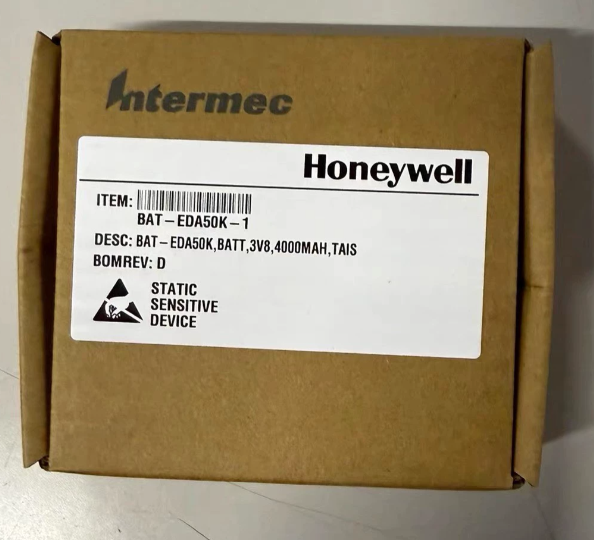 Intermec
Honeywell
ITEM:
BAT-EDA50K-1
DESC: BAT-EDA50K,BATT,3V8,4000MAH,TAIS
BOMREV: D
STATIC
SENSITIVE
DEVICE